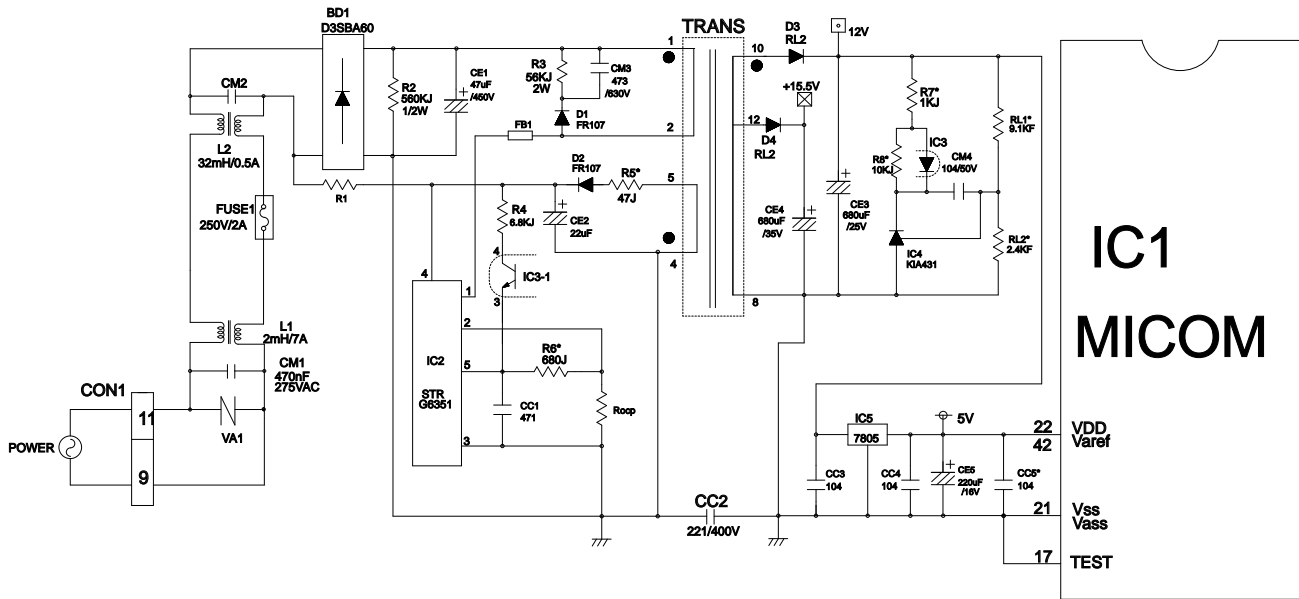 BD1
D3SBA60
CM2
L2
32mH/0.5A
FUSE1
250V/2A
L1
2mH/7A
CM1
470nF
275VAC
CON1
11
9
POWER
VA1
R2
560KJ
1/2W
CE1
47uF
/450V
R3
56KJ
2W
CM3
473
/630V
D1
FR107
FB1
R1
D2
FR107
R5*
47J
R4
6.8KJ
CE2
22uF
4
IC3-1
3
4
1
2
5
3
IC2
STR
G6351
R6*
680J
CC1
471
Rocp
TRANS
1
2
5
4
10
12
8
D3
RL2
D4
RL2
12V
+15.5V
CE4
680uF
/35V
CE3
680uF
/25V
R7*
1KJ
R8*
10KJ
IC3
CM4
104/50V
RL1*
9.1KF
RL2*
2.4KF
IC4
KIA431
CC2
221/400V
IC5
7805
5V
CC3
104
CC4
104
CE5
220uF
/16V
CC5*
104
IC1
MICOM
22
42
VDD
Varef
21
Vss
Vass
17
TEST